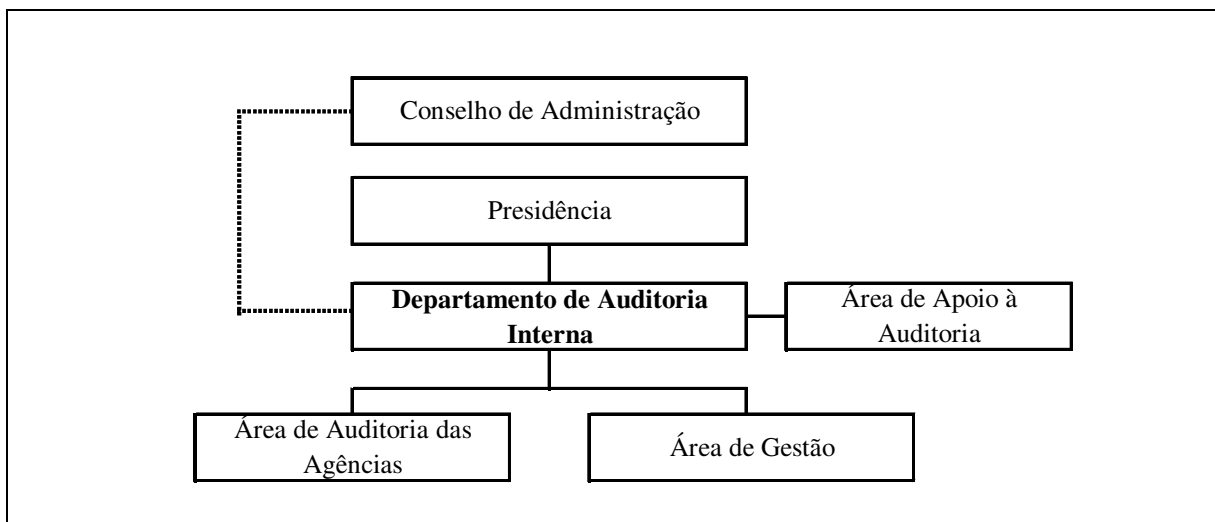 Conselho de Administração
Presidência
Departamento de Auditoria
Interna
Área de Apoio à
Auditoria
Área de Auditoria das
Agências
Área de Gestão